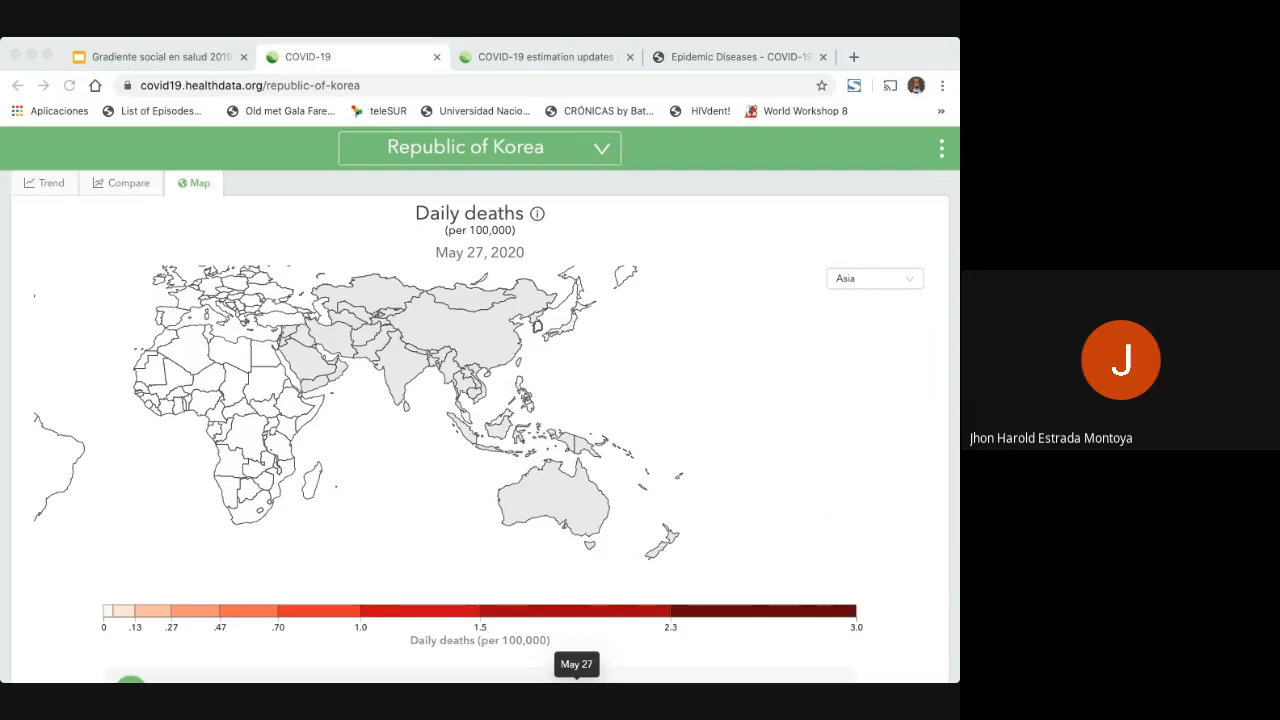 Gradiente social en salud 2019
COVID-19
COVID-19 estimation updates
Epidemic Diseases - COVID-19
covid19.healthdata.org/republic-of-korea
Aplicaciones
List of Episodes...
Old met Gala Fare...
teleSUR
Universidad Nacio...
CRÓNICAS by Bat...
HIVdent!
World Workshop 8
»
Republic of Korea
Trend
Compare
Map
Daily deaths
(per 100,000)
May 27, 2020
Asia
0 .13 .27 .47 .70 1.0 1.5 2.3 3.0
Daily deaths (per 100,000)
May 27
J
Jhon Harold Estrada Montoya